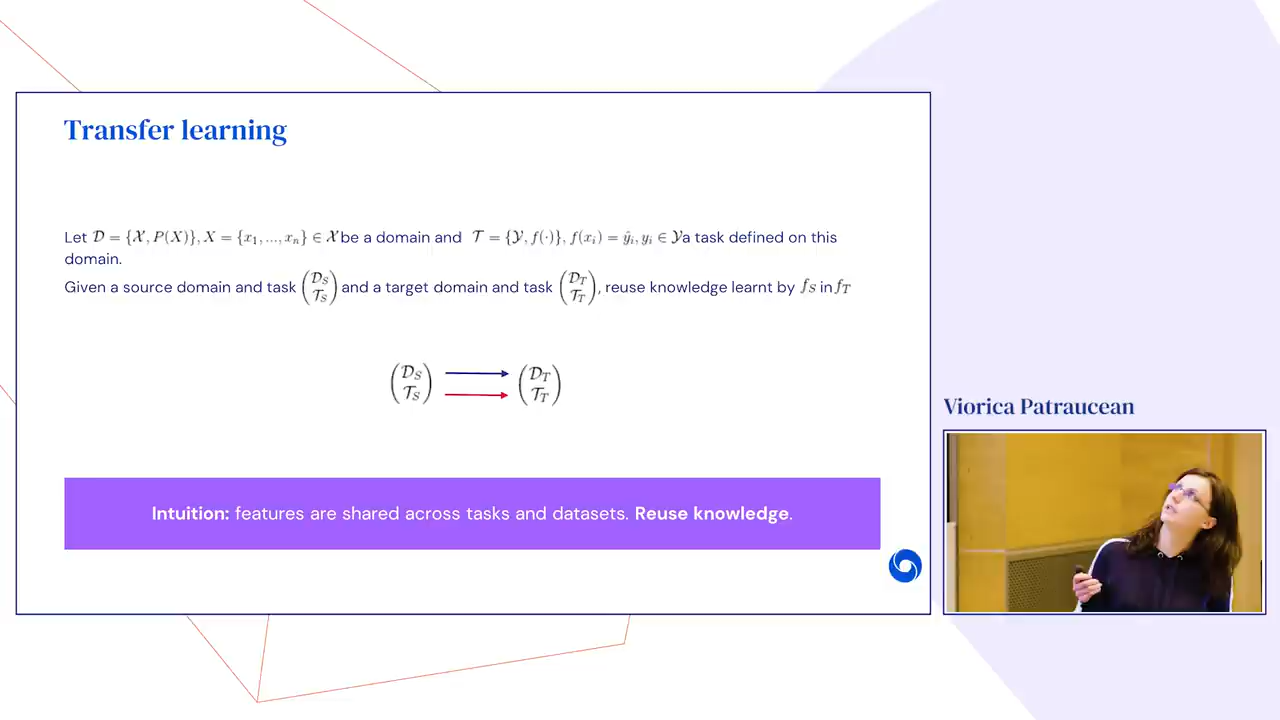 Transfer learning
Let 𝒟 = {𝒳, P(X)}, X = {x₁, ..., xₙ} ∈ 𝒳 be a domain and 𝒯 = {𝒴, f(·)}, f(xᵢ) = ŷᵢ, yᵢ ∈ 𝒴 a task defined on this
domain.
Given a source domain and task (𝒟_S 𝒯_S) and a target domain and task (𝒟_T 𝒯_T), reuse knowledge learnt by f_S in f_T
(𝒟_S 𝒯_S) (𝒟_T 𝒯_T)
Viorica Patraucean
Intuition: features are shared across tasks and datasets. Reuse knowledge.